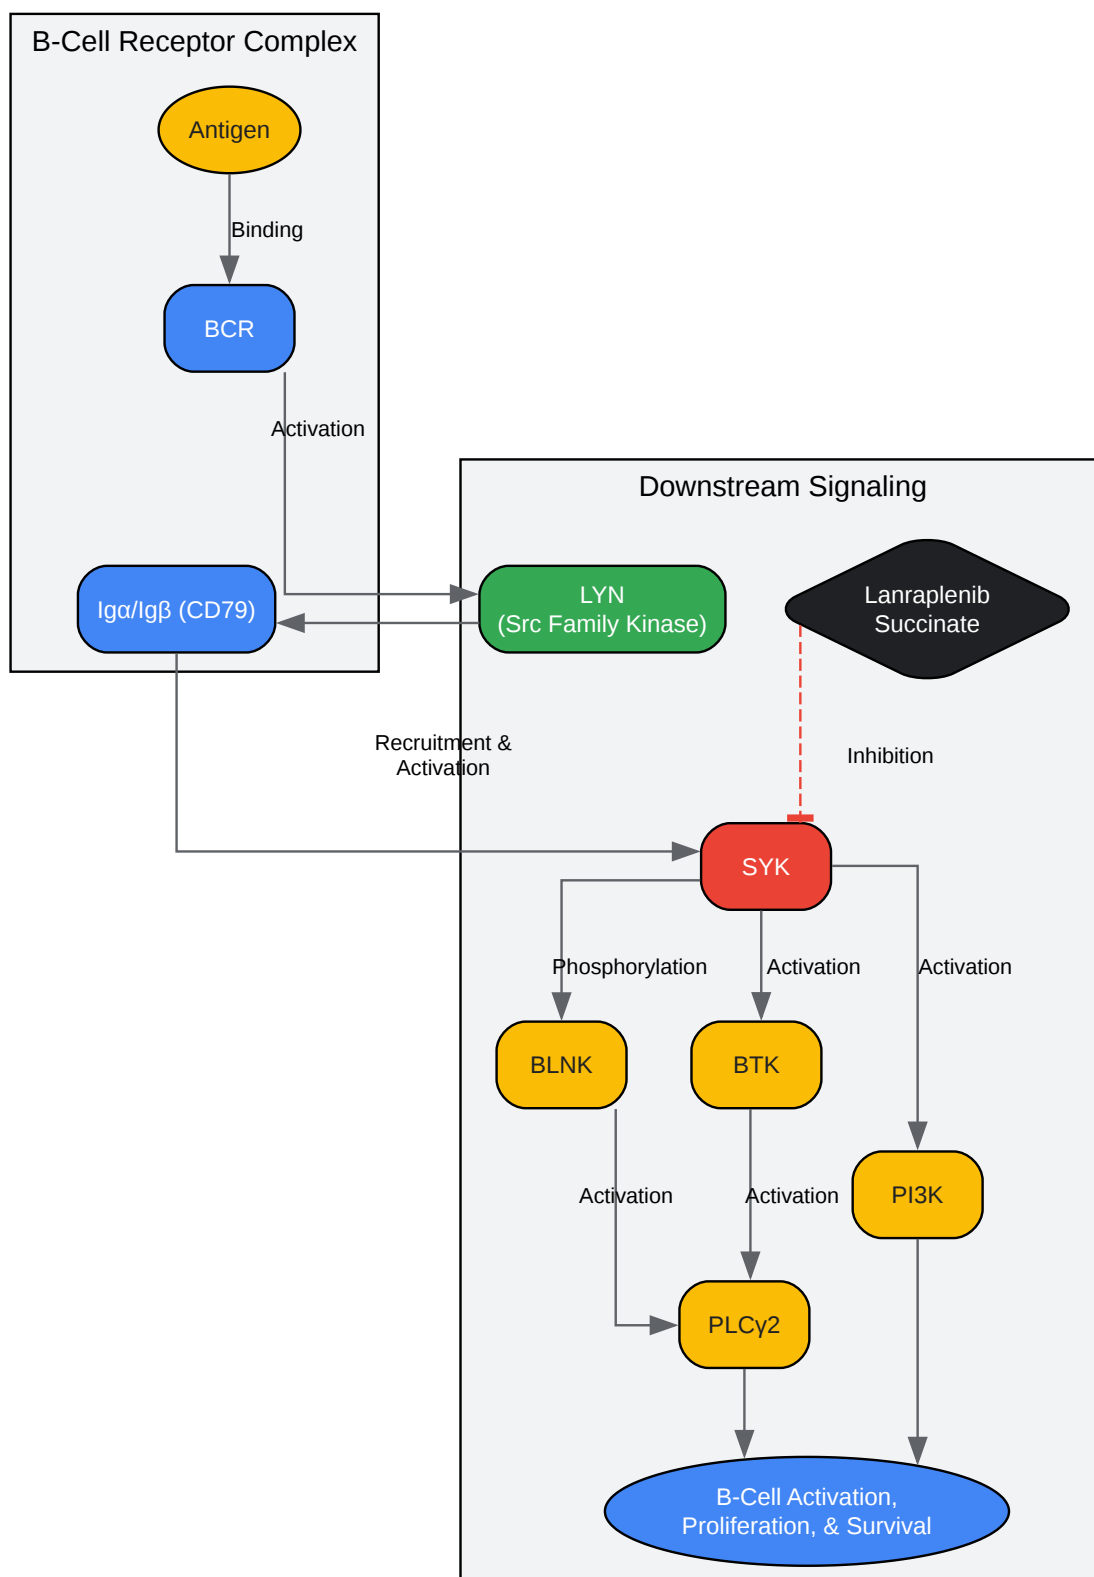 B-Cell Receptor Complex
Antigen
Binding
BCR
Activation
Downstream Signaling
Igα/Igβ (CD79)
LYN
(Src Family Kinase)
Lanraplenib
Succinate
Recruitment &
Activation
Inhibition
SYK
Phosphorylation
Activation
Activation
BLNK
BTK
Activation
Activation
PI3K
PLCγ2
B-Cell Activation,
Proliferation, & Survival